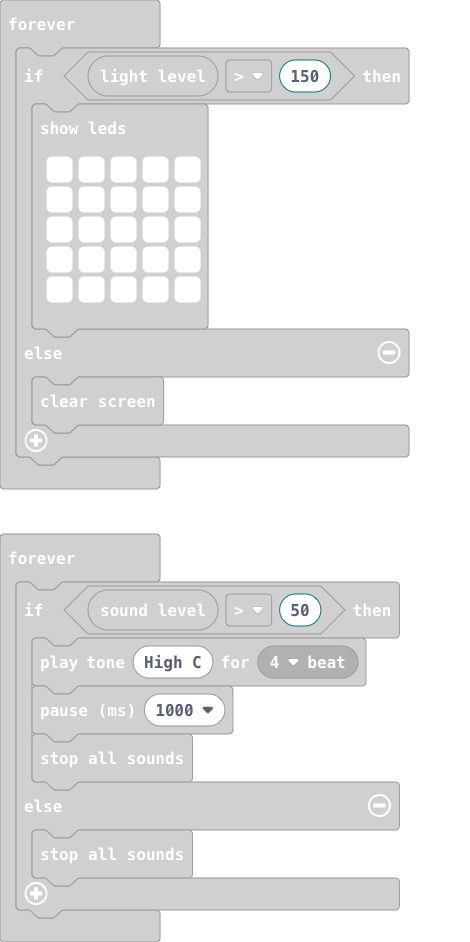 forever
if light level > 150 then
show leds
else
clear screen
forever
if sound level > 50 then
play tone High C for 4 beat
pause (ms) 1000
stop all sounds
else
stop all sounds